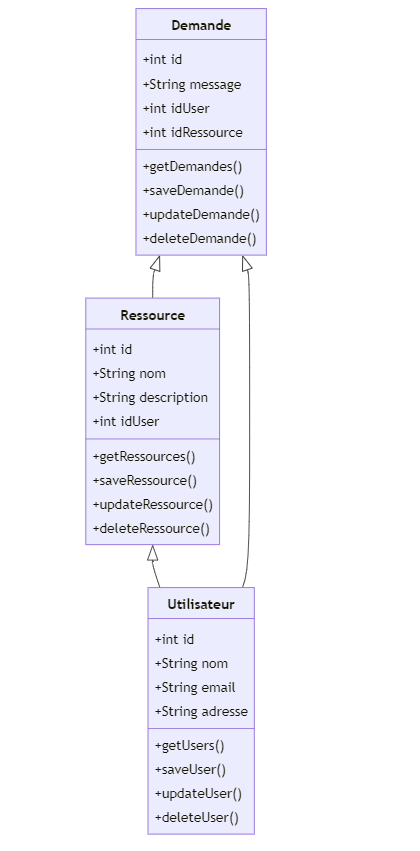 Demande
+int id
+String message
+int idUser
+int idRessource
+getDemandes()
+saveDemande()
+updateDemande()
+deleteDemande()
Ressource
+int id
+String nom
+String description
+int idUser
+getRessources()
+saveRessource()
+updateRessource()
+deleteRessource()
Utilisateur
+int id
+String nom
+String email
+String adresse
+getUsers()
+saveUser()
+updateUser()
+deleteUser()